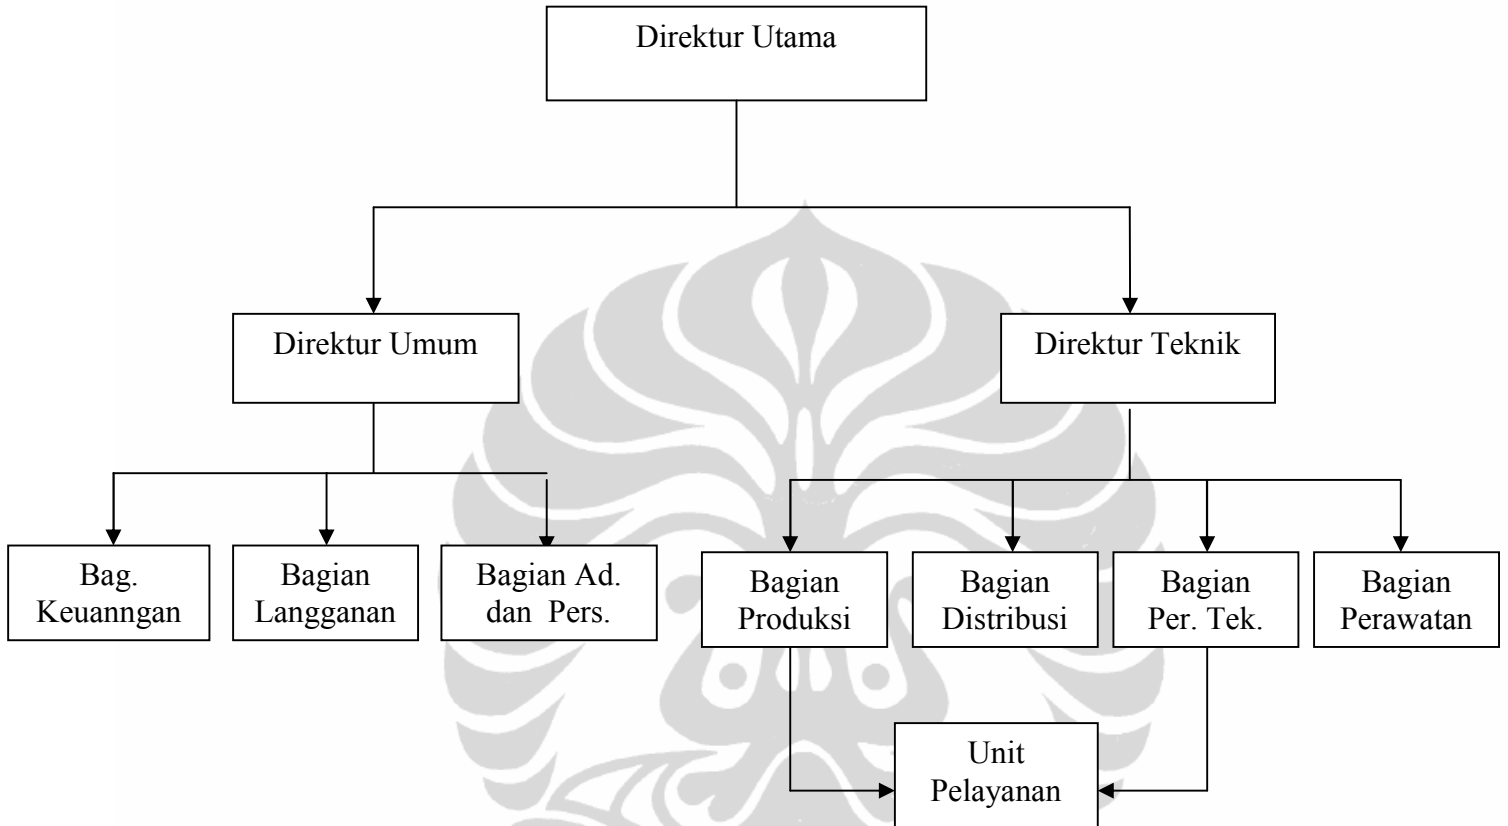 Direktur Utama
Direktur Umum
Direktur Teknik
Bag.
Keuanngan
Bagian
Langganan
Bagian Ad.
dan Pers.
Bagian
Produksi
Bagian
Distribusi
Bagian
Per. Tek.
Bagian
Perawatan
Unit
Pelayanan